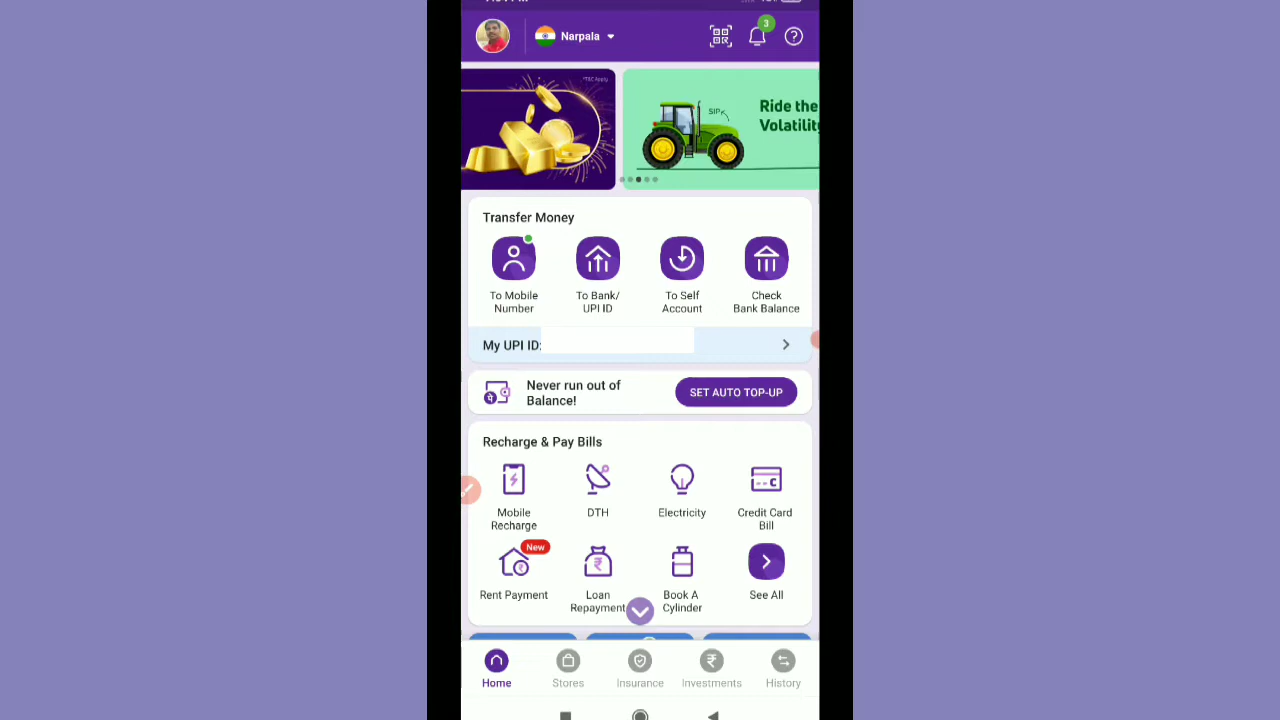 Narpala
3
*T&C Apply
SIP
Ride the
Volatility
Transfer Money
To Mobile
Number
To Bank/
UPI ID
To Self
Account
Check
Bank Balance
My UPI ID:
Never run out of
Balance!
SET AUTO TOP-UP
Recharge & Pay Bills
Mobile
Recharge
DTH
Electricity
Credit Card
Bill
New
Rent Payment
Loan
Repayment
Book A
Cylinder
See All
Home
Stores
Insurance
Investments
History